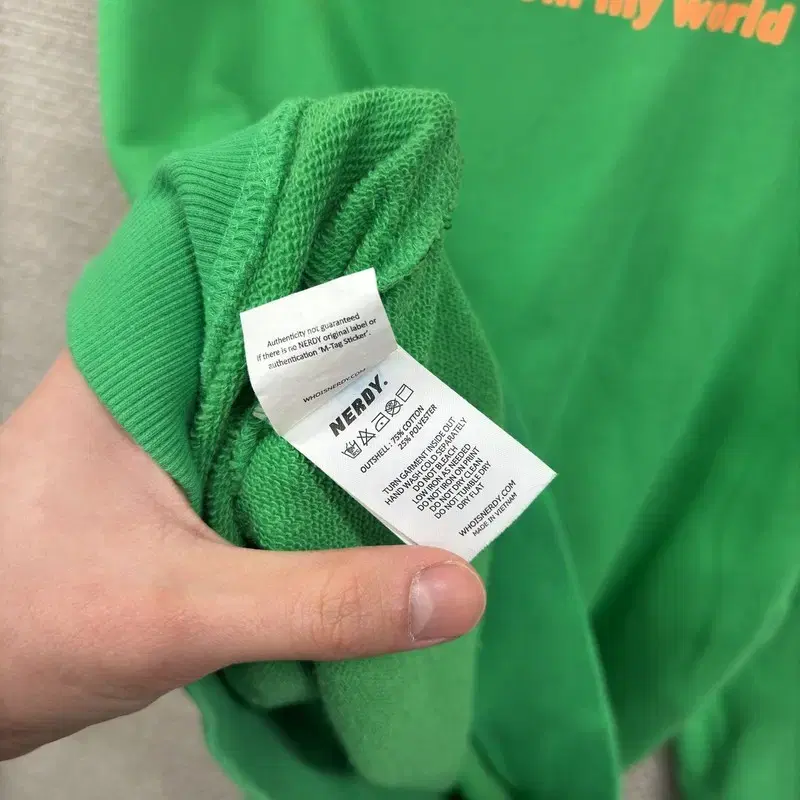 my world
Authenticity not guaranteed
if there is no NERDY original label or
authentication "M-Tag Sticker".
WHOISNERDY.COM
NERDY.
OUTSHELL : 75% COTTON
25% POLYESTER
TURN GARMENT INSIDE OUT
HAND WASH COLD SEPARATELY
DO NOT BLEACH
LOW IRON AS NEEDED
DO NOT IRON ON PRINT
DO NOT DRY CLEAN
DO NOT TUMBLE DRY
DRY FLAT
WHOISNERDY.COM
MADE IN VIETNAM